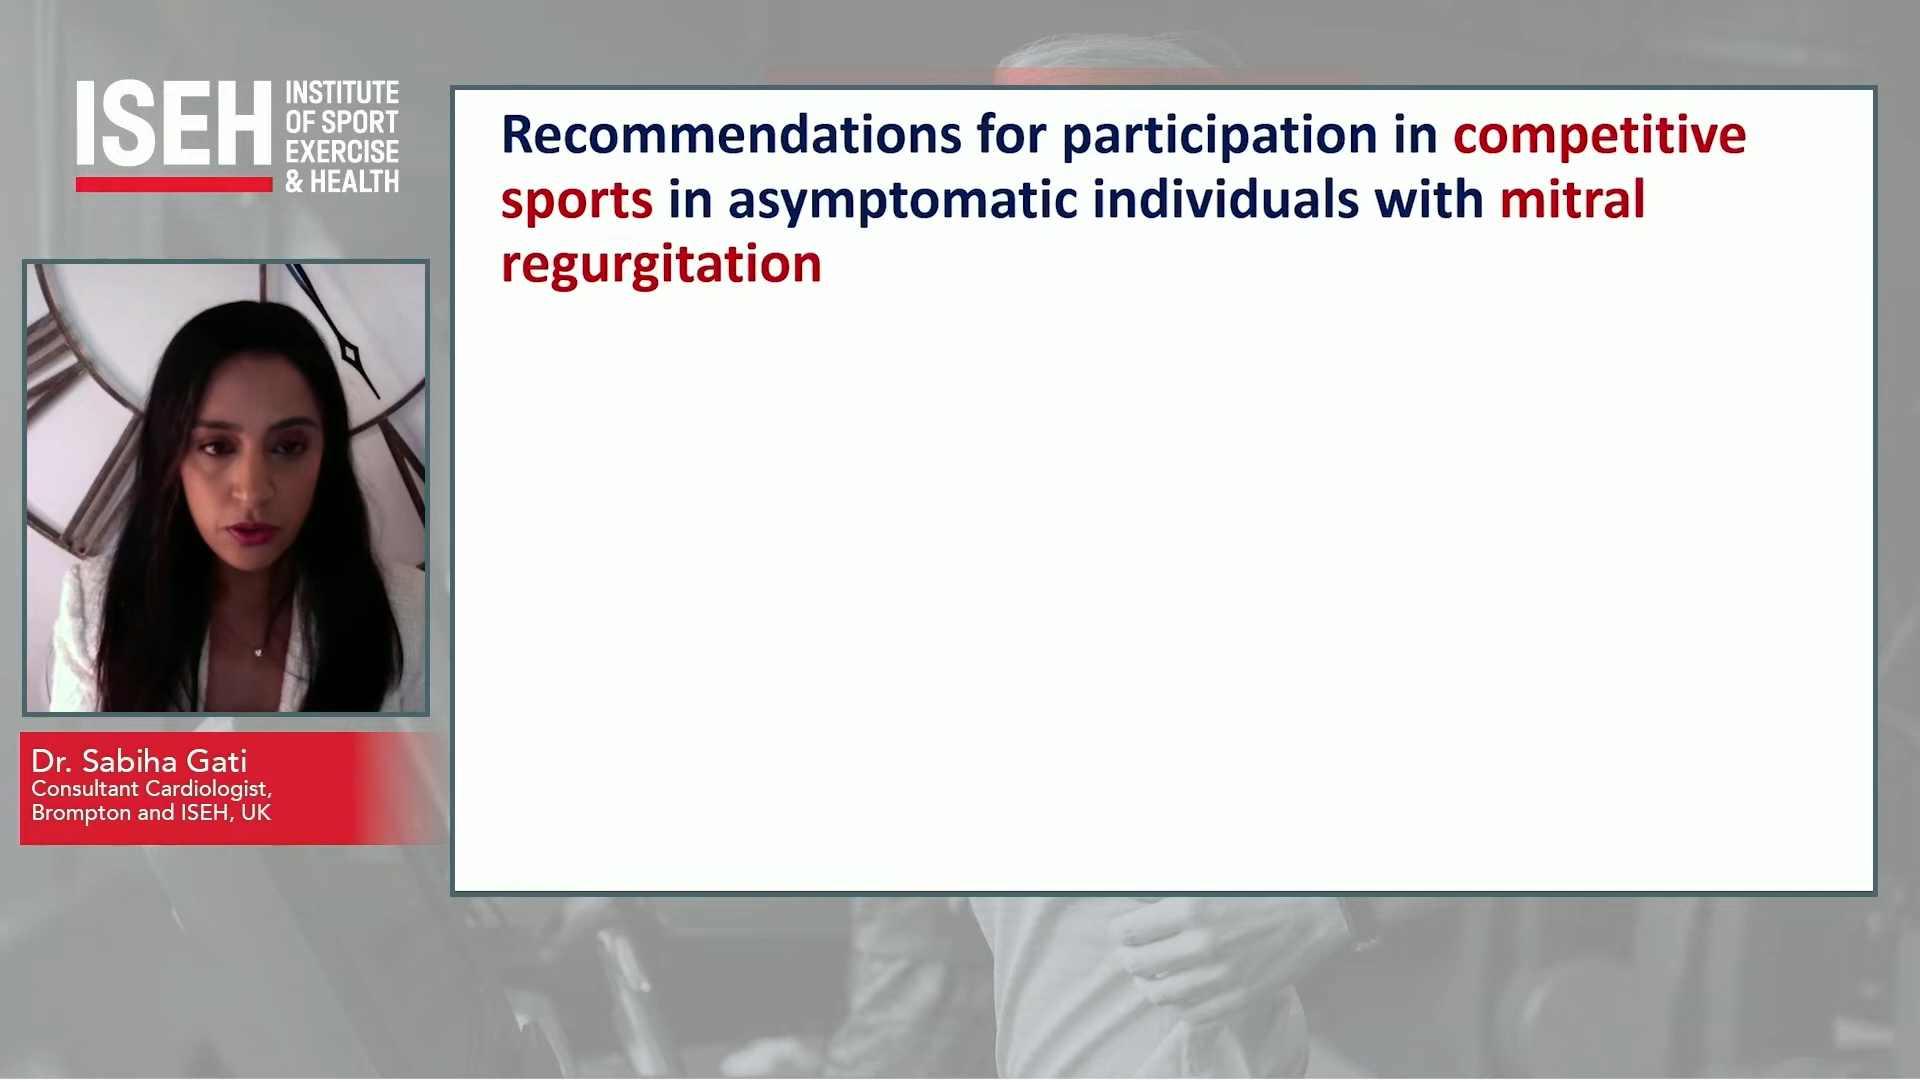 ISEH
INSTITUTE
OF SPORT
EXERCISE
& HEALTH
Recommendations for participation in competitive
sports in asymptomatic individuals with mitral
regurgitation
Dr. Sabiha Gati
Consultant Cardiologist,
Brompton and ISEH, UK